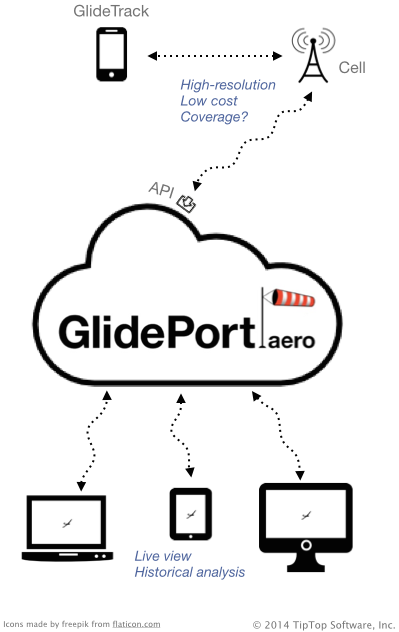 GlideTrack
Cell
High-resolution
Low cost
Coverage?
API
GlidePort
aero
Live view
Historical analysis
Icons made by freepik from flaticon.com
© 2014 TipTop Software, Inc.